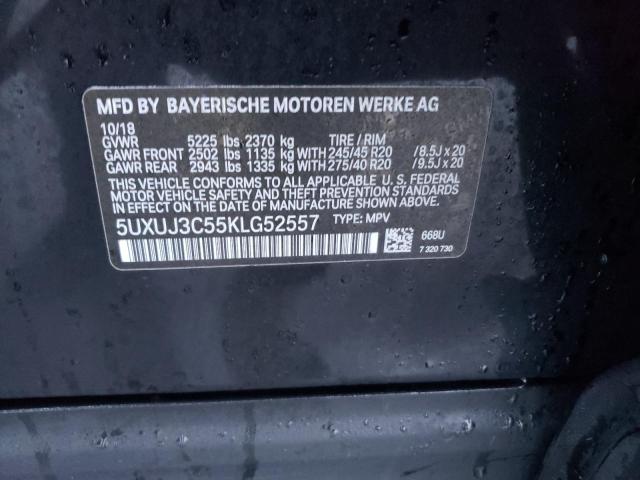 MFD BY BAYERISCHE MOTOREN WERKE AG
10/18
GVWR 5225 lbs 2370 kg TIRE / RIM
GAWR FRONT 2502 lbs 1135 kg WITH 245/45 R20 / 8.5J x 20
GAWR REAR 2943 lbs 1335 kg WITH 275/40 R20 / 9.5J x 20
THIS VEHICLE CONFORMS TO ALL APPLICABLE U. S. FEDERAL
MOTOR VEHICLE SAFETY AND THEFT PREVENTION STANDARDS
IN EFFECT ON THE DATE OF MANUFACTURE SHOWN ABOVE.
5UXUJ3C55KLG52557 TYPE: MPV
668U
7 320 730